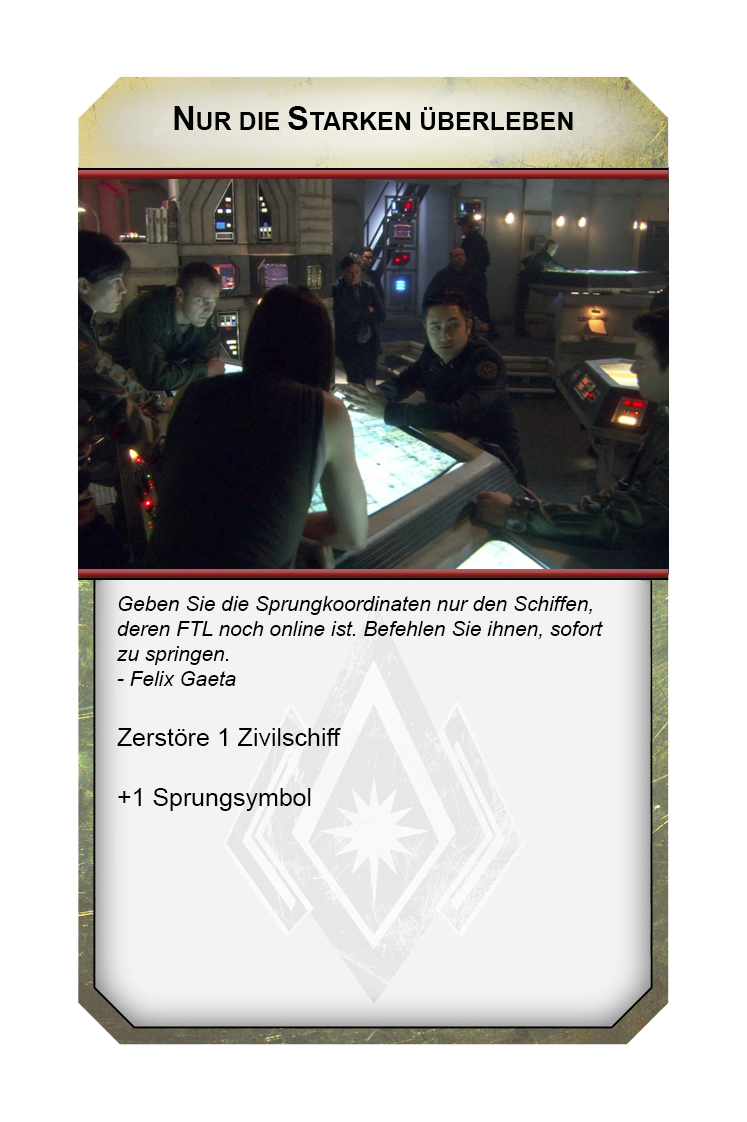 Nur die Starken überleben
Geben Sie die Sprungkoordinaten nur den Schiffen,
deren FTL noch online ist. Befehlen Sie ihnen, sofort
zu springen.
- Felix Gaeta
Zerstöre 1 Zivilschiff
+1 Sprungsymbol